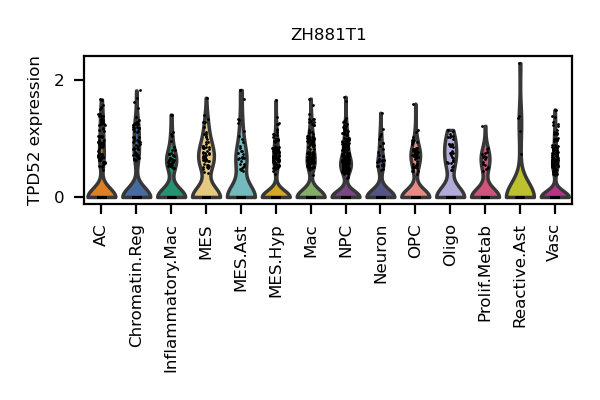 ZH881T1
TPD52 expression
2
0
AC
Chromatin.Reg
Inflammatory.Mac
MES
MES.Ast
MES.Hyp
Mac
NPC
Neuron
OPC
Oligo
Prolif.Metab
Reactive.Ast
Vasc